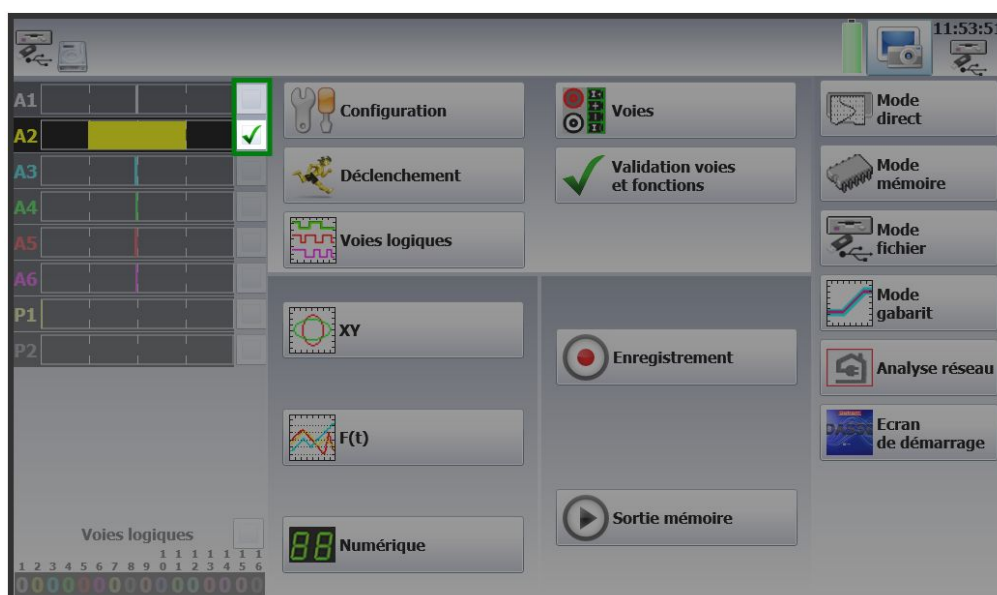 11:53:51
A1
A2
A3
A4
A5
A6
P1
P2
Configuration
Voies
Déclenchement
Validation voies
et fonctions
Voies logiques
XY
Enregistrement
F(t)
Sortie mémoire
Numérique
Mode
direct
Mode
mémoire
Mode
fichier
Mode
gabarit
Analyse réseau
Ecran
de démarrage
Voies logiques
1 1 1 1 1 1 1
1 2 3 4 5 6 7 8 9 0 1 2 3 4 5 6
0 0 0 0 0 0 0 0 0 0 0 0 0 0 0 0